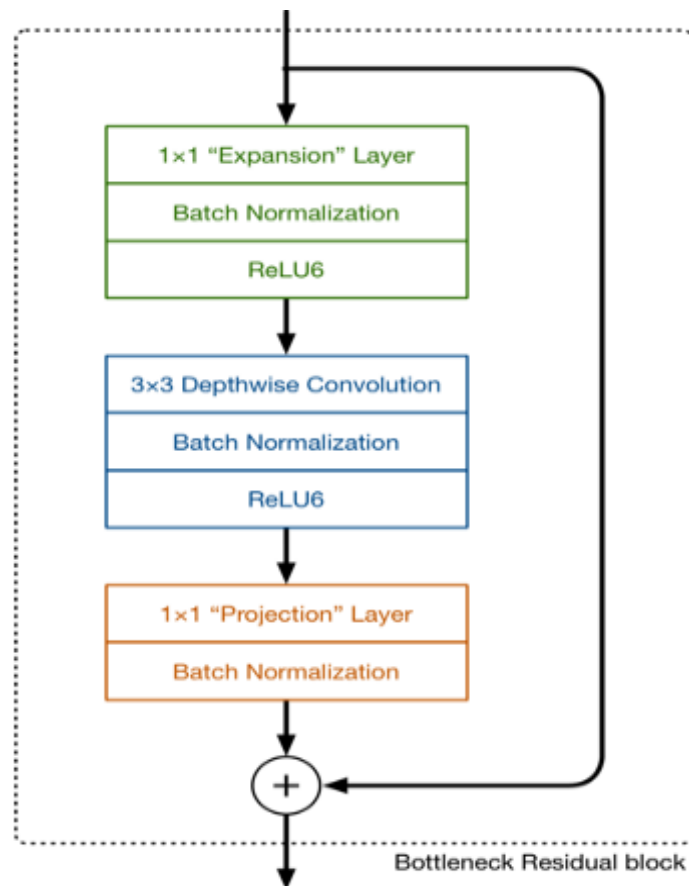 1×1 “Expansion” Layer
Batch Normalization
ReLU6
3×3 Depthwise Convolution
Batch Normalization
ReLU6
1×1 “Projection” Layer
Batch Normalization
+
Bottleneck Residual block